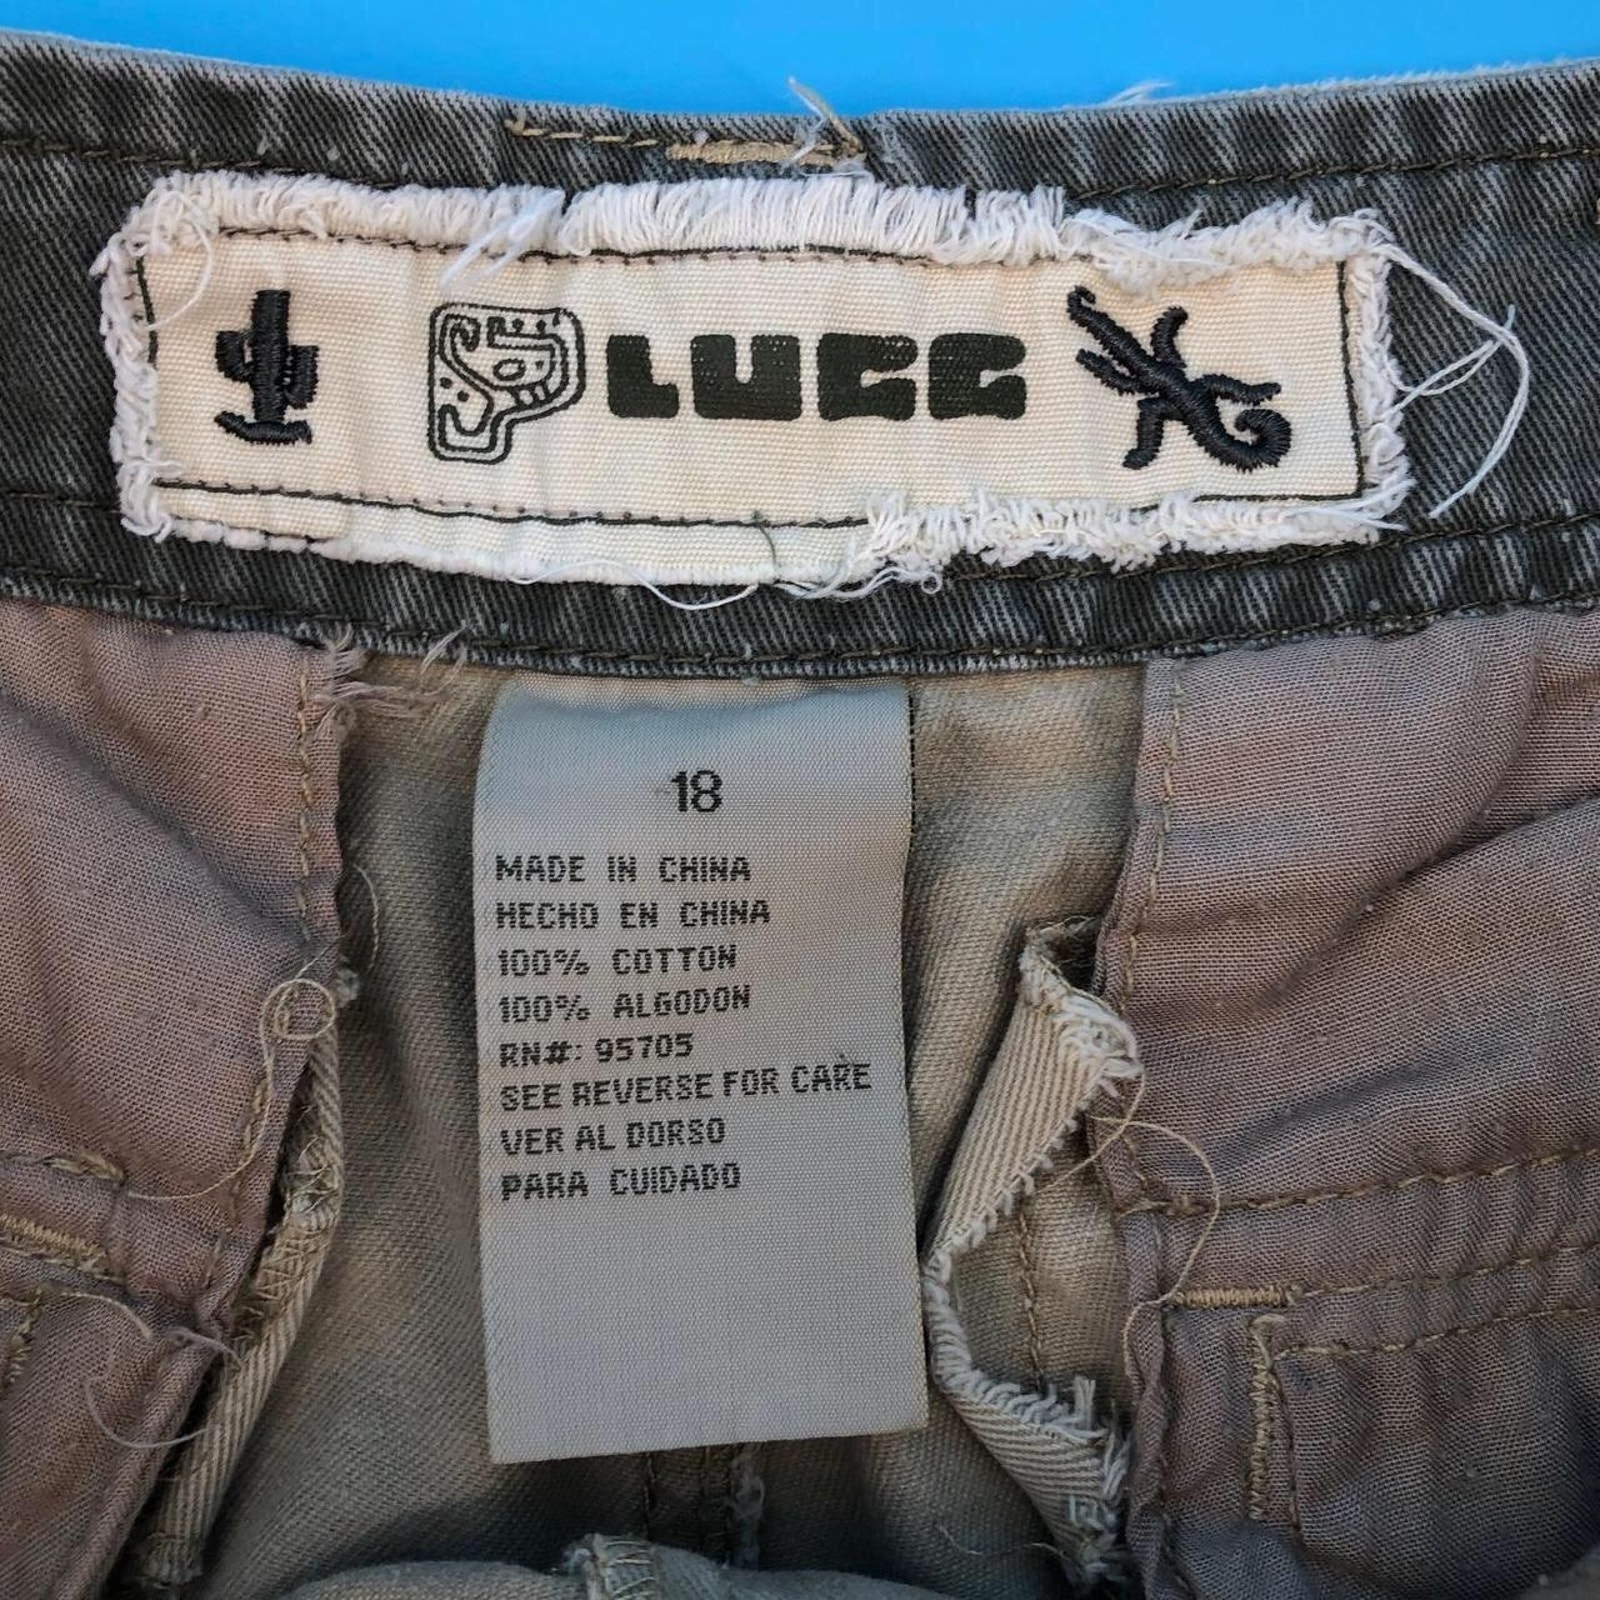 LUCC
18
MADE IN CHINA
HECHO EN CHINA
100% COTTON
100% ALGODON
RN#: 95705
SEE REVERSE FOR CARE
VER AL DORSO
PARA CUIDADO